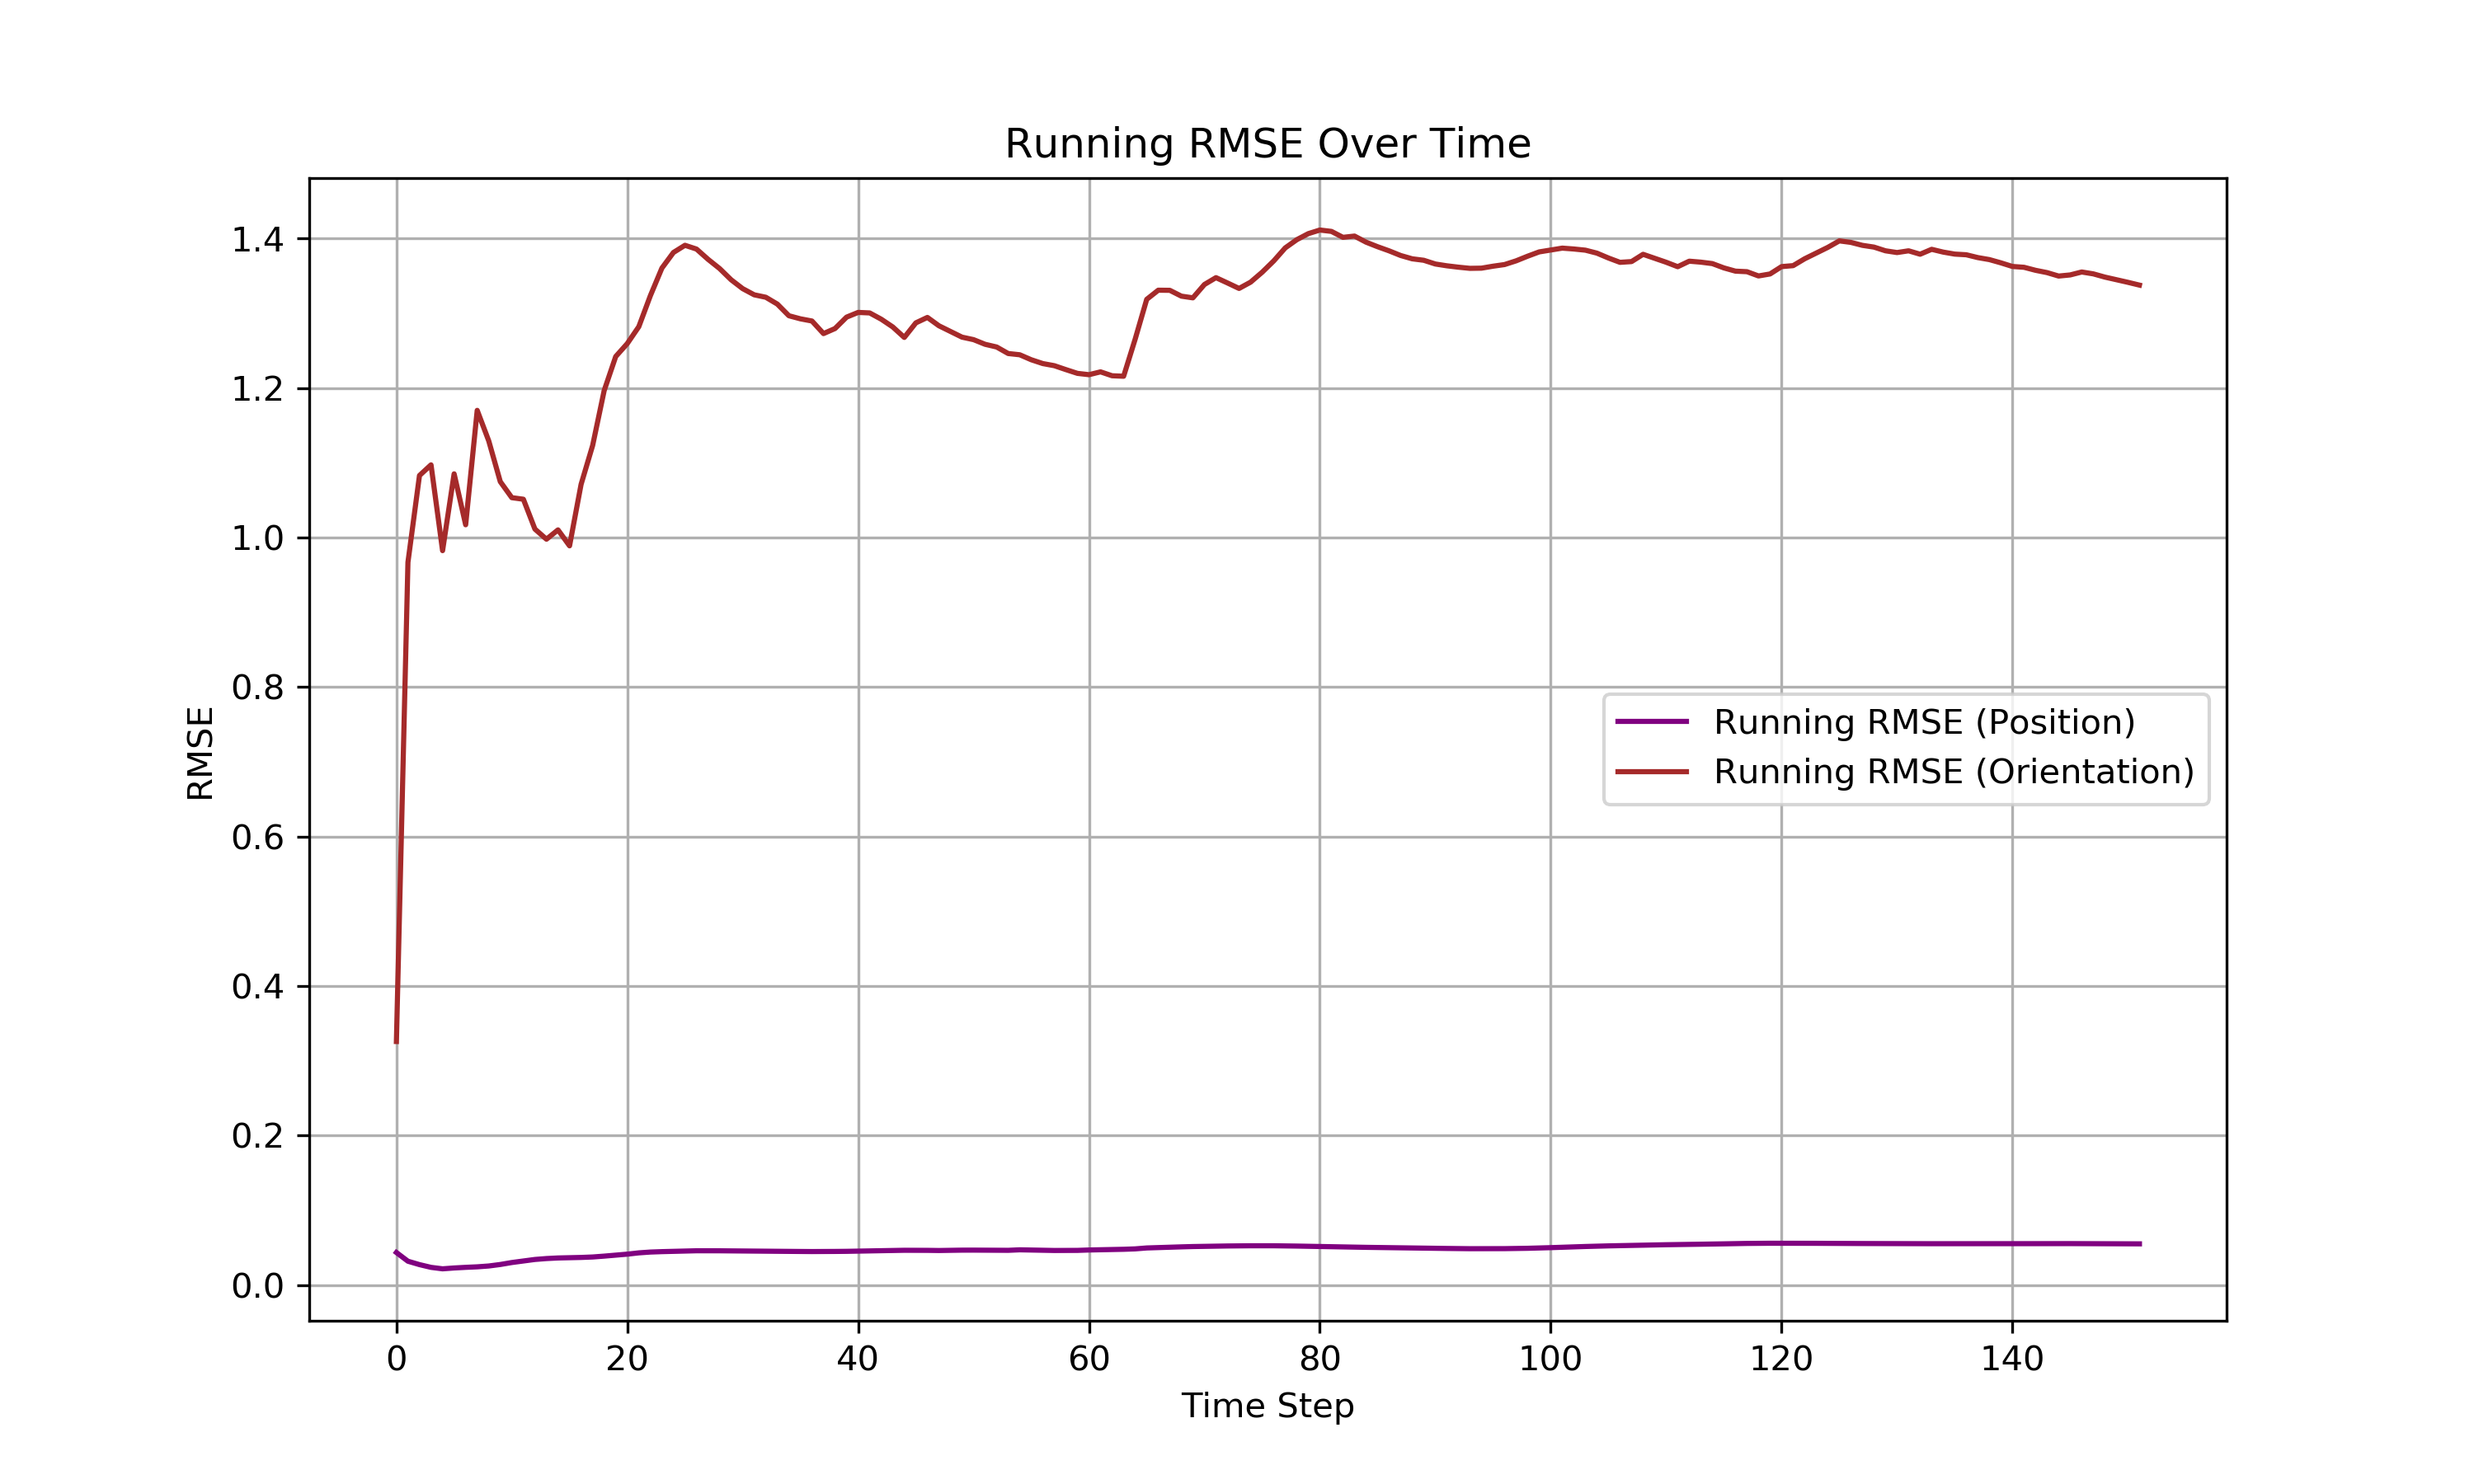 Running RMSE Over Time
1.4
1.2
1.0
0.8
0.6
0.4
0.2
0.0
RMSE
Running RMSE (Position)
Running RMSE (Orientation)
0 20 40 60 80 100 120 140
Time Step